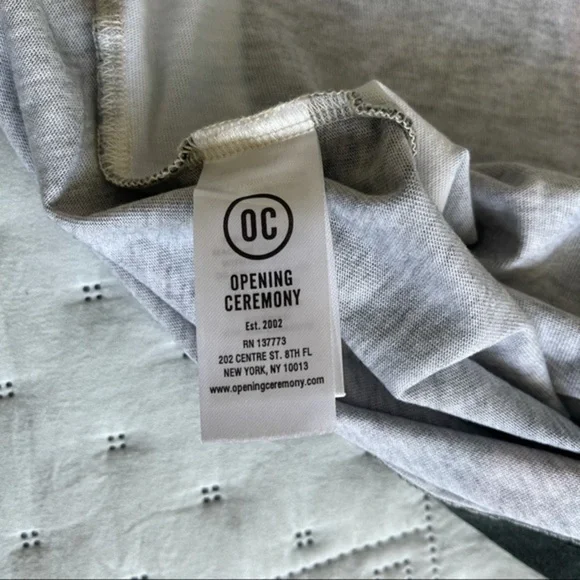 OC
OPENING
CEREMONY
Est. 2002
RN 137773
202 CENTRE ST. 8TH FL
NEW YORK, NY 10013
www.openingceremony.com